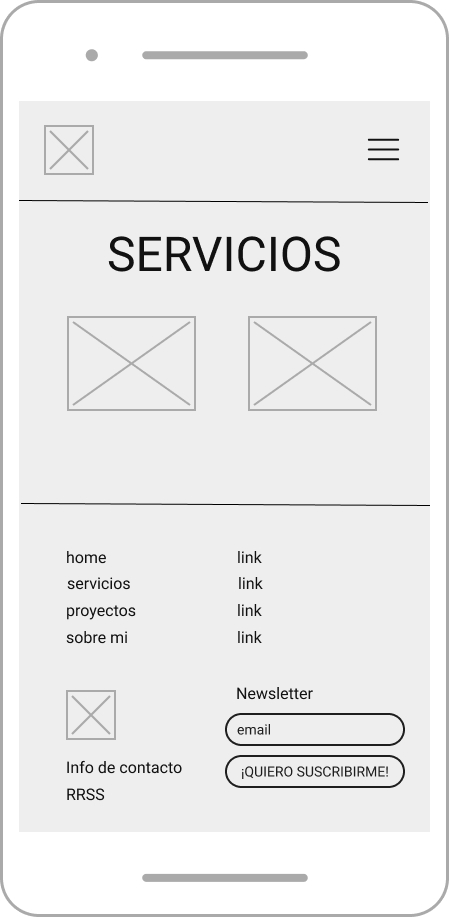 SERVICIOS
home
servicios
proyectos
sobre mi
link
link
link
link
Info de contacto
RRSS
Newsletter
email
¡QUIERO SUSCRIBIRME!